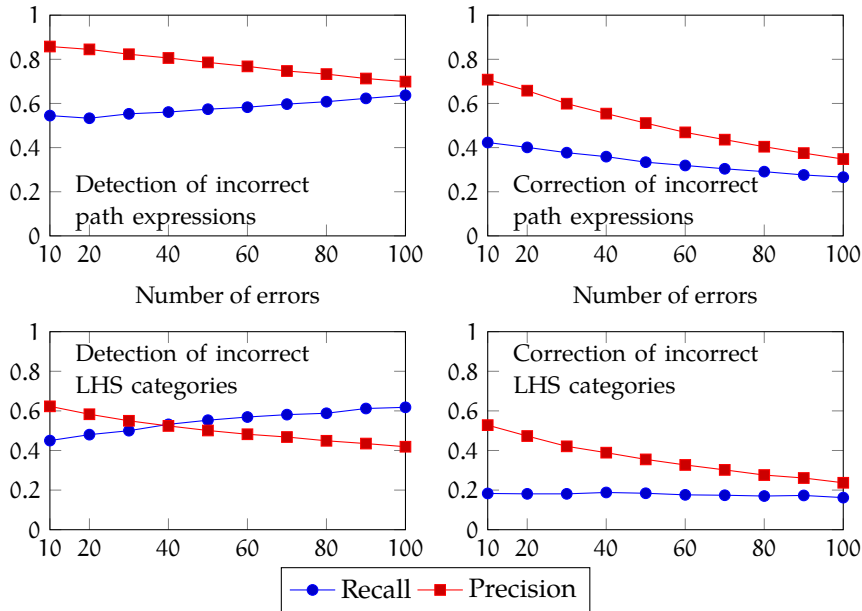 1
0.8
0.6
0.4
0.2
0
Detection of incorrect
path expressions
10 20 40 60 80 100
Number of errors
1
0.8
0.6
0.4
0.2
0
Correction of incorrect
path expressions
10 20 40 60 80 100
Number of errors
1
0.8
0.6
0.4
0.2
0
Detection of incorrect
LHS categories
10 20 40 60 80 100
1
0.8
0.6
0.4
0.2
0
Correction of incorrect
LHS categories
10 20 40 60 80 100
Recall Precision